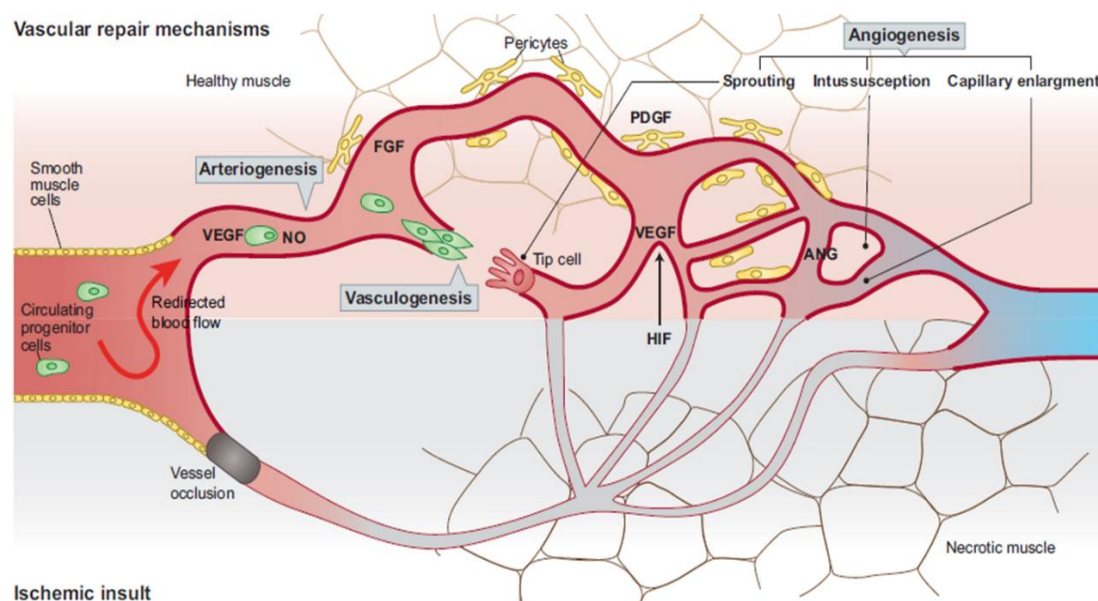 Vascular repair mechanisms
Angiogenesis
Pericytes
Healthy muscle
Sprouting
Intussusception
Capillary enlargment
PDGF
FGF
Smooth
muscle
cells
Arteriogenesis
VEGF
NO
VEGF
ANG
Tip cell
Vasculogenesis
Circulating
progenitor
cells
Redirected
blood flow
HIF
Vessel
occlusion
Necrotic muscle
Ischemic insult